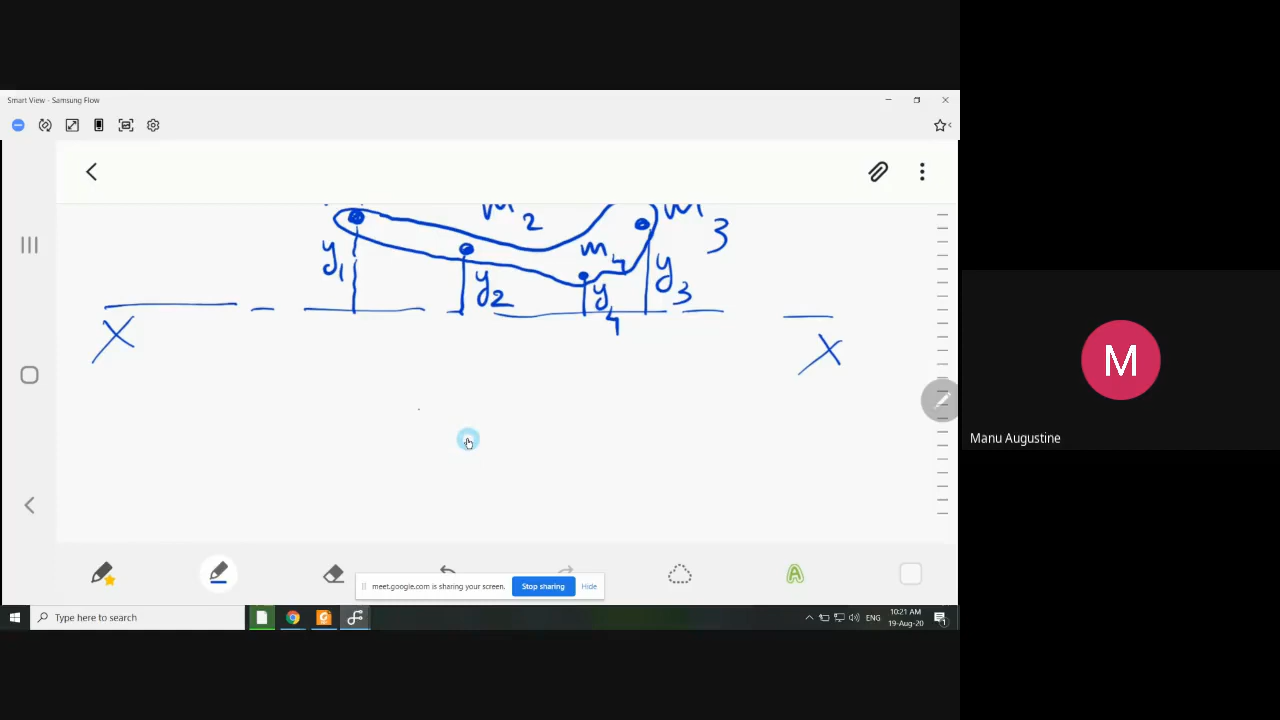 Smart View - Samsung Flow
m2
m3
y1
m4
y2
y3
y4
X
X
M
Manu Augustine
A
meet.google.com is sharing your screen.
Stop sharing
Hide
Type here to search
ENG
10:21 AM
19-Aug-20
1